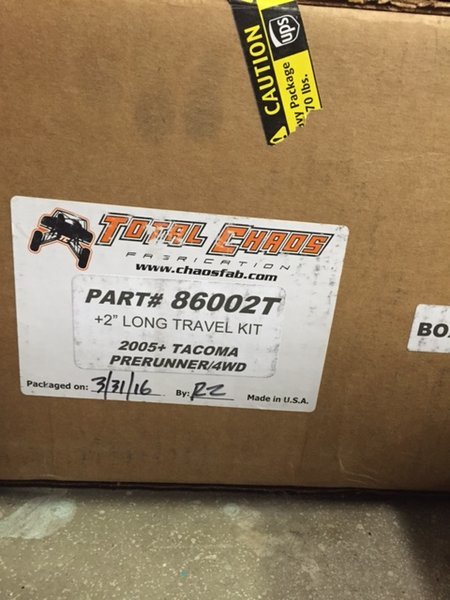 CAUTION
ups
vy Package
70 lbs.
TOTAL CHAOS
FABRICATION
www.chaosfab.com
PART# 86002T
+2" LONG TRAVEL KIT
2005+ TACOMA
PRERUNNER/4WD
Packaged on: 3/31/16 By: RZ Made in U.S.A.
BO